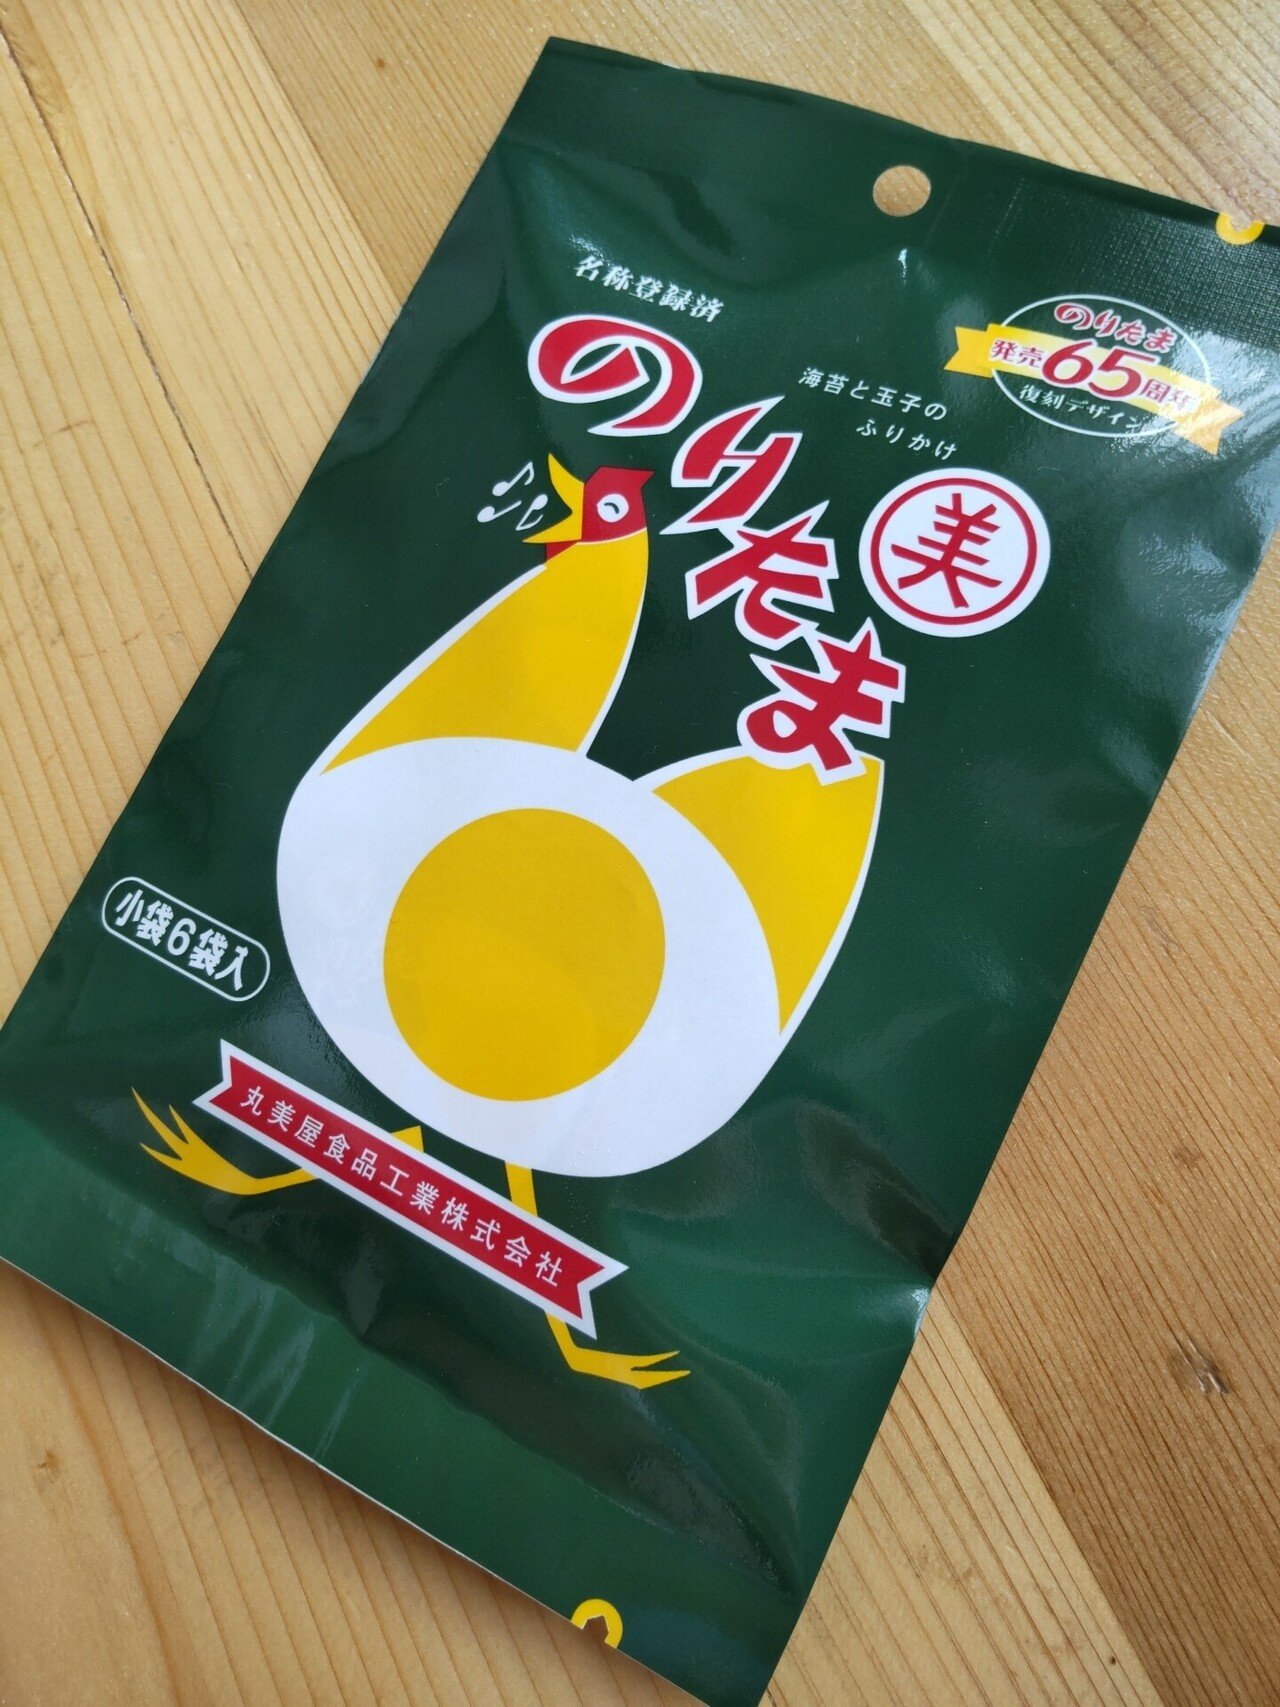 名称登録済
のりたま
海苔と玉子の
ふりかけ
のりたま
発売65周年
復刻デザイン
美
小袋6袋入
丸美屋食品工業株式会社